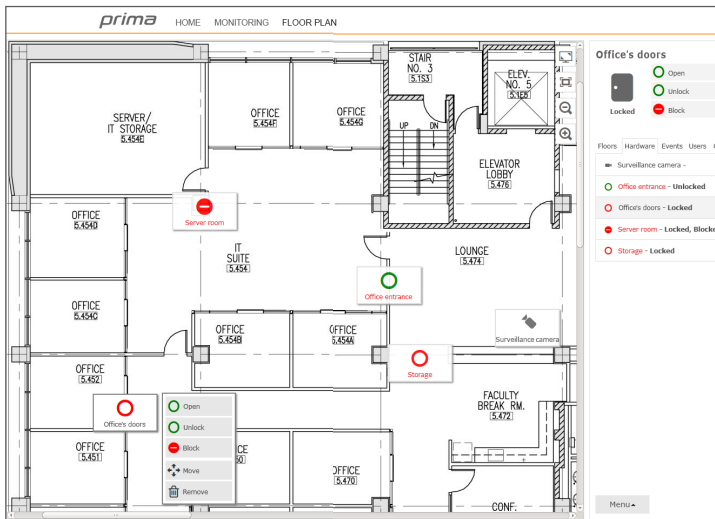 prima HOME MONITORING FLOOR PLAN
STAIR
NO. 3
5.1S3
ELEV.
NO. 5
5.1E5
SERVER/
IT STORAGE
5.454E
OFFICE
5.454F
OFFICE
5.454G
UP DN
ELEVATOR
LOBBY
5.476
Server room
OFFICE
5.454D
IT
SUITE
5.454
LOUNGE
5.474
Office entrance
OFFICE
5.454C
OFFICE
5.454B
OFFICE
5.454A
Surveillance camera
Storage
OFFICE
5.452
FACULTY
BREAK RM.
5.472
Office's doors
Open
Unlock
Block
Move
Remove
OFFICE
5.451
OFFICE
5.470
CONF.
Office's doors
Locked
Open
Unlock
Block
Floors Hardware Events Users
Surveillance camera -
Office entrance - Unlocked
Office's doors - Locked
Server room - Locked, Blocke
Storage - Locked
Menu